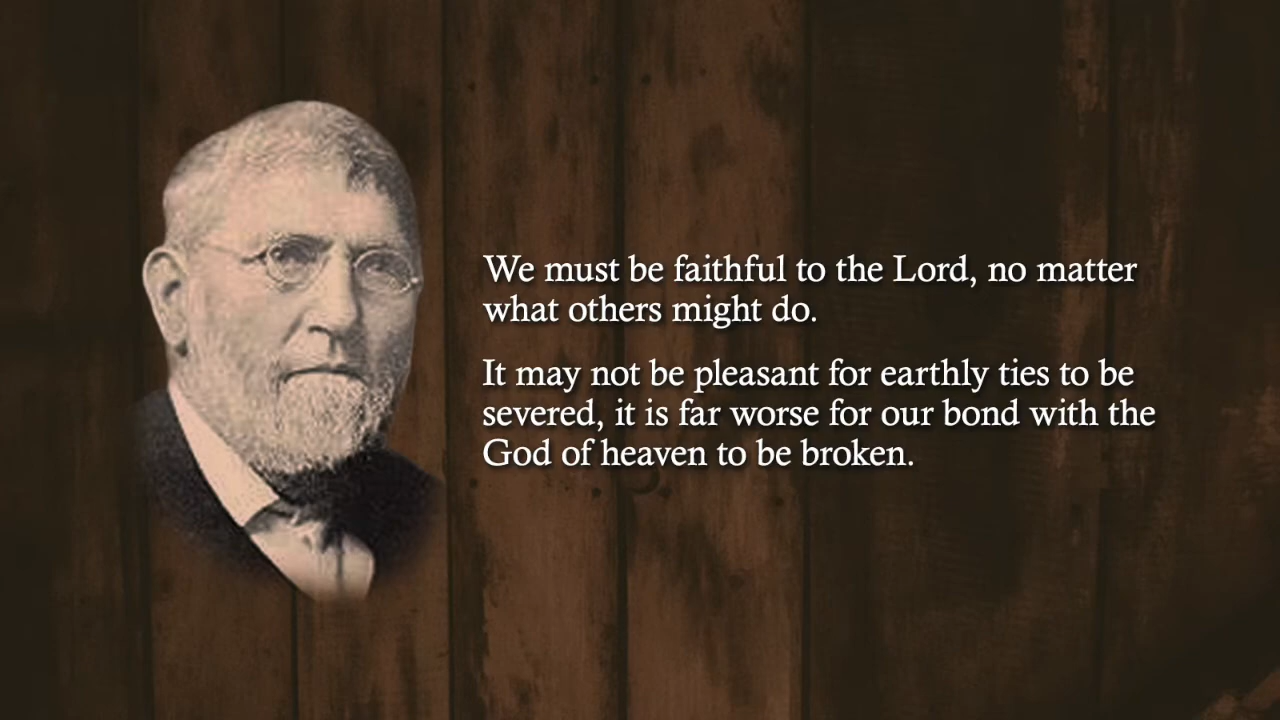 We must be faithful to the Lord, no matter
what others might do.
It may not be pleasant for earthly ties to be
severed, it is far worse for our bond with the
God of heaven to be broken.